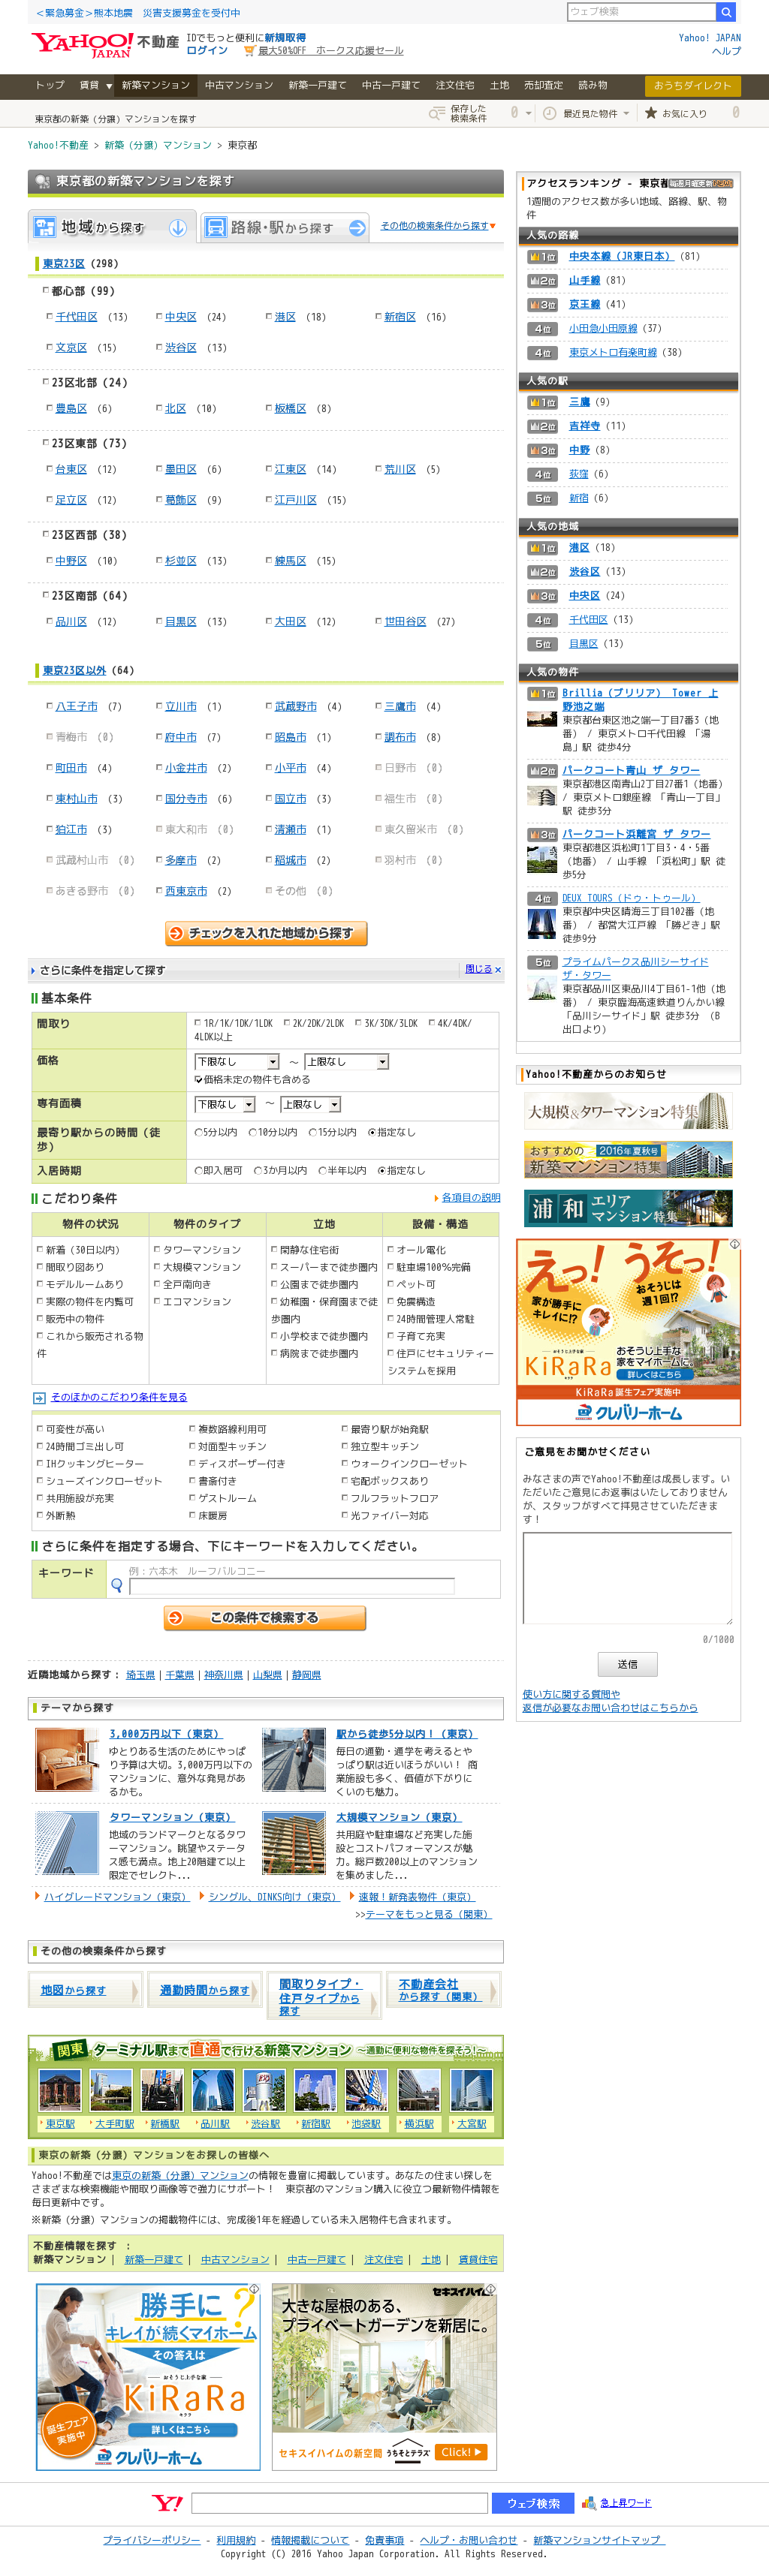 ＜緊急募金＞熊本地震　災害支援募金を受付中
ウェブ検索
YAHOO! JAPAN 不動産
IDでもっと便利に新規取得
ログイン
最大50%OFF　ホークス応援セール
Yahoo! JAPAN
ヘルプ
トップ 賃貸 新築マンション 中古マンション 新築一戸建て 中古一戸建て 注文住宅 土地 売却査定 読み物 おうちダイレクト
東京都の新築（分譲）マンションを探す
保存した検索条件 0 最近見た物件 お気に入り 0
Yahoo!不動産 > 新築（分譲）マンション > 東京都
東京都の新築マンションを探す
地域から探す 路線・駅から探す その他の検索条件から探す
東京23区（298）
都心部（99）
千代田区（13） 中央区（24） 港区（18） 新宿区（16）
文京区（15） 渋谷区（13）
23区北部（24）
豊島区（6） 北区（10） 板橋区（8）
23区東部（73）
台東区（12） 墨田区（6） 江東区（14） 荒川区（5）
足立区（12） 葛飾区（9） 江戸川区（15）
23区西部（38）
中野区（10） 杉並区（13） 練馬区（15）
23区南部（64）
品川区（12） 目黒区（13） 大田区（12） 世田谷区（27）
東京23区以外（64）
八王子市（7） 立川市（1） 武蔵野市（4） 三鷹市（4）
青梅市（0） 府中市（7） 昭島市（1） 調布市（8）
町田市（4） 小金井市（2） 小平市（4） 日野市（0）
東村山市（3） 国分寺市（6） 国立市（3） 福生市（0）
狛江市（3） 東大和市（0） 清瀬市（1） 東久留米市（0）
武蔵村山市（0） 多摩市（2） 稲城市（2） 羽村市（0）
あきる野市（0） 西東京市（2） その他（0）
チェックを入れた地域から探す
さらに条件を指定して探す 閉じる×
基本条件
間取り 1R/1K/1DK/1LDK 2K/2DK/2LDK 3K/3DK/3LDK 4K/4DK/
4LDK以上
価格 下限なし ～ 上限なし
価格未定の物件も含める
専有面積 下限なし ～ 上限なし
最寄り駅からの時間（徒歩） 5分以内 10分以内 15分以内 指定なし
入居時期 即入居可 3か月以内 半年以内 指定なし
こだわり条件 各項目の説明
物件の状況 物件のタイプ 立地 設備・構造
新着（30日以内）
間取り図あり
モデルルームあり
実際の物件を内覧可
販売中の物件
これから販売される物件
タワーマンション
大規模マンション
全戸南向き
エコマンション
閑静な住宅街
スーパーまで徒歩圏内
公園まで徒歩圏内
幼稚園・保育園まで徒歩圏内
小学校まで徒歩圏内
病院まで徒歩圏内
オール電化
駐車場100%完備
ペット可
免震構造
24時間管理人常駐
子育て充実
住戸にセキュリティーシステムを採用
そのほかのこだわり条件を見る
可変性が高い 複数路線利用可 最寄り駅が始発駅
24時間ゴミ出し可 対面型キッチン 独立型キッチン
IHクッキングヒーター ディスポーザー付き ウォークインクローゼット
シューズインクローゼット 書斎付き 宅配ボックスあり
共用施設が充実 ゲストルーム フルフラットフロア
外断熱 床暖房 光ファイバー対応
さらに条件を指定する場合、下にキーワードを入力してください。
キーワード 例：六本木　ルーフバルコニー
この条件で検索する
近隣地域から探す： 埼玉県｜千葉県｜神奈川県｜山梨県｜静岡県
テーマから探す
3,000万円以下（東京）
ゆとりある生活のためにやっぱり予算は大切。3,000万円以下のマンションに、意外な発見があるかも。
駅から徒歩5分以内！（東京）
毎日の通勤・通学を考えるとやっぱり駅は近いほうがいい！ 商業施設も多く、価値が下がりにくいのも魅力。
タワーマンション（東京）
地域のランドマークとなるタワーマンション。眺望やステータス感も満点。地上20階建て以上限定でセレクト...
大規模マンション（東京）
共用庭や駐車場など充実した施設とコストパフォーマンスが魅力。総戸数200以上のマンションを集めました...
ハイグレードマンション（東京） シングル、DINKS向け（東京） 速報！新発表物件（東京）
>>テーマをもっと見る（関東）
その他の検索条件から探す
地図から探す 通勤時間から探す 間取りタイプ・住戸タイプから探す 不動産会社から探す（関東）
関東 ターミナル駅まで直通で行ける新築マンション ～通勤に便利な物件を探そう！～
東京駅 大手町駅 新橋駅 品川駅 渋谷駅 新宿駅 池袋駅 横浜駅 大宮駅
東京の新築（分譲）マンションをお探しの皆様へ
Yahoo!不動産では東京の新築（分譲）マンションの情報を豊富に掲載しています。あなたの住まい探しをさまざまな検索機能や間取り画像等で強力にサポート！　東京都のマンション購入に役立つ最新物件情報を毎日更新中です。
※新築（分譲）マンションの掲載物件には、完成後1年を経過している未入居物件も含まれます。
不動産情報を探す ：
新築マンション｜ 新築一戸建て｜ 中古マンション｜ 中古一戸建て｜ 注文住宅｜ 土地｜ 賃貸住宅
勝手に？
キレイが続くマイホーム
その答えは
おそうじ上手な家
KiRaRa
キララ
詳しくはこちら
誕生フェア実施中
クレバリーホーム
セキスイハイム
大きな屋根のある、
プライベートガーデンを新居に。
セキスイハイムの新空間 うちそとテラス Click!
アクセスランキング - 東京都
1週間のアクセス数が多い地域、路線、駅、物件
人気の路線
1位 中央本線（JR東日本）（81）
2位 山手線（81）
3位 京王線（41）
4位 小田急小田原線（37）
4位 東京メトロ有楽町線（38）
人気の駅
1位 三鷹（9）
2位 吉祥寺（11）
3位 中野（8）
4位 荻窪（6）
5位 新宿（6）
人気の地域
1位 港区（18）
2位 渋谷区（13）
3位 中央区（24）
4位 千代田区（13）
5位 目黒区（13）
人気の物件
1位 Brillia（ブリリア） Tower 上野池之端
東京都台東区池之端一丁目7番3（地番） / 東京メトロ千代田線 「湯島」駅 徒歩4分
2位 パークコート青山 ザ タワー
東京都港区南青山2丁目27番1（地番） / 東京メトロ銀座線 「青山一丁目」駅 徒歩3分
3位 パークコート浜離宮 ザ タワー
東京都港区浜松町1丁目3・4・5番（地番） / 山手線 「浜松町」駅 徒歩5分
4位 DEUX TOURS（ドゥ・トゥール）
東京都中央区晴海三丁目102番（地番） / 都営大江戸線 「勝どき」駅 徒歩9分
5位 プライムパークス品川シーサイド ザ・タワー
東京都品川区東品川4丁目61-1他（地番） / 東京臨海高速鉄道りんかい線 「品川シーサイド」駅 徒歩3分 （B出口より）
Yahoo!不動産からのお知らせ
大規模&タワーマンション特集
おすすめの 2016年夏秋号
新築マンション特集
浦和エリアマンション特集
えっ！うそっ！
家が勝手にキレイに!?
おそうじは週1回!?
KiRaRa
キララ
おそうじ上手な家をマイホームに。
詳しくはこちら
KiRaRa誕生フェア実施中
クレバリーホーム
ご意見をお聞かせください
みなさまの声でYahoo!不動産は成長します。いただいたご意見にお返事はいたしておりませんが、スタッフがすべて拝見させていただきます！
0/1000
送信
使い方に関する質問や
返信が必要なお問い合わせはこちらから
Y! ウェブ検索 急上昇ワード
プライバシーポリシー - 利用規約 - 情報掲載について - 免責事項 - ヘルプ・お問い合わせ - 新築マンションサイトマップ
Copyright (C) 2016 Yahoo Japan Corporation. All Rights Reserved.